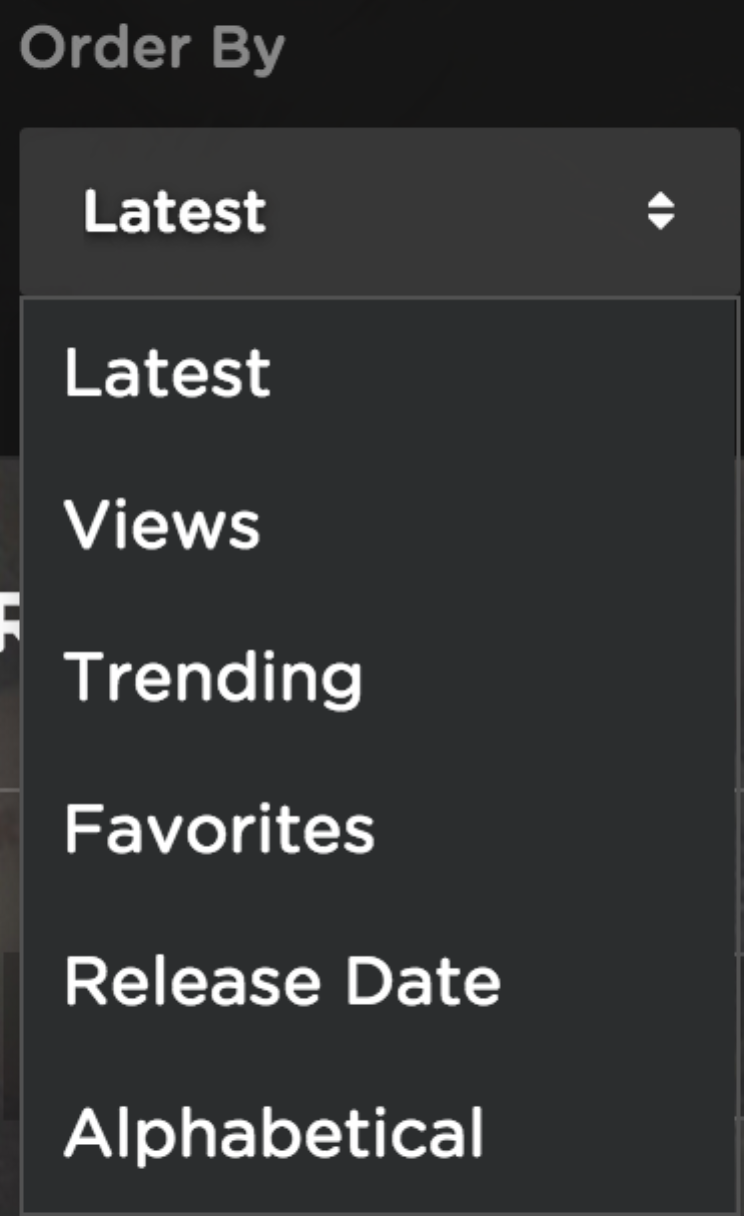 Order By
Latest
Latest
Views
Trending
Favorites
Release Date
Alphabetical